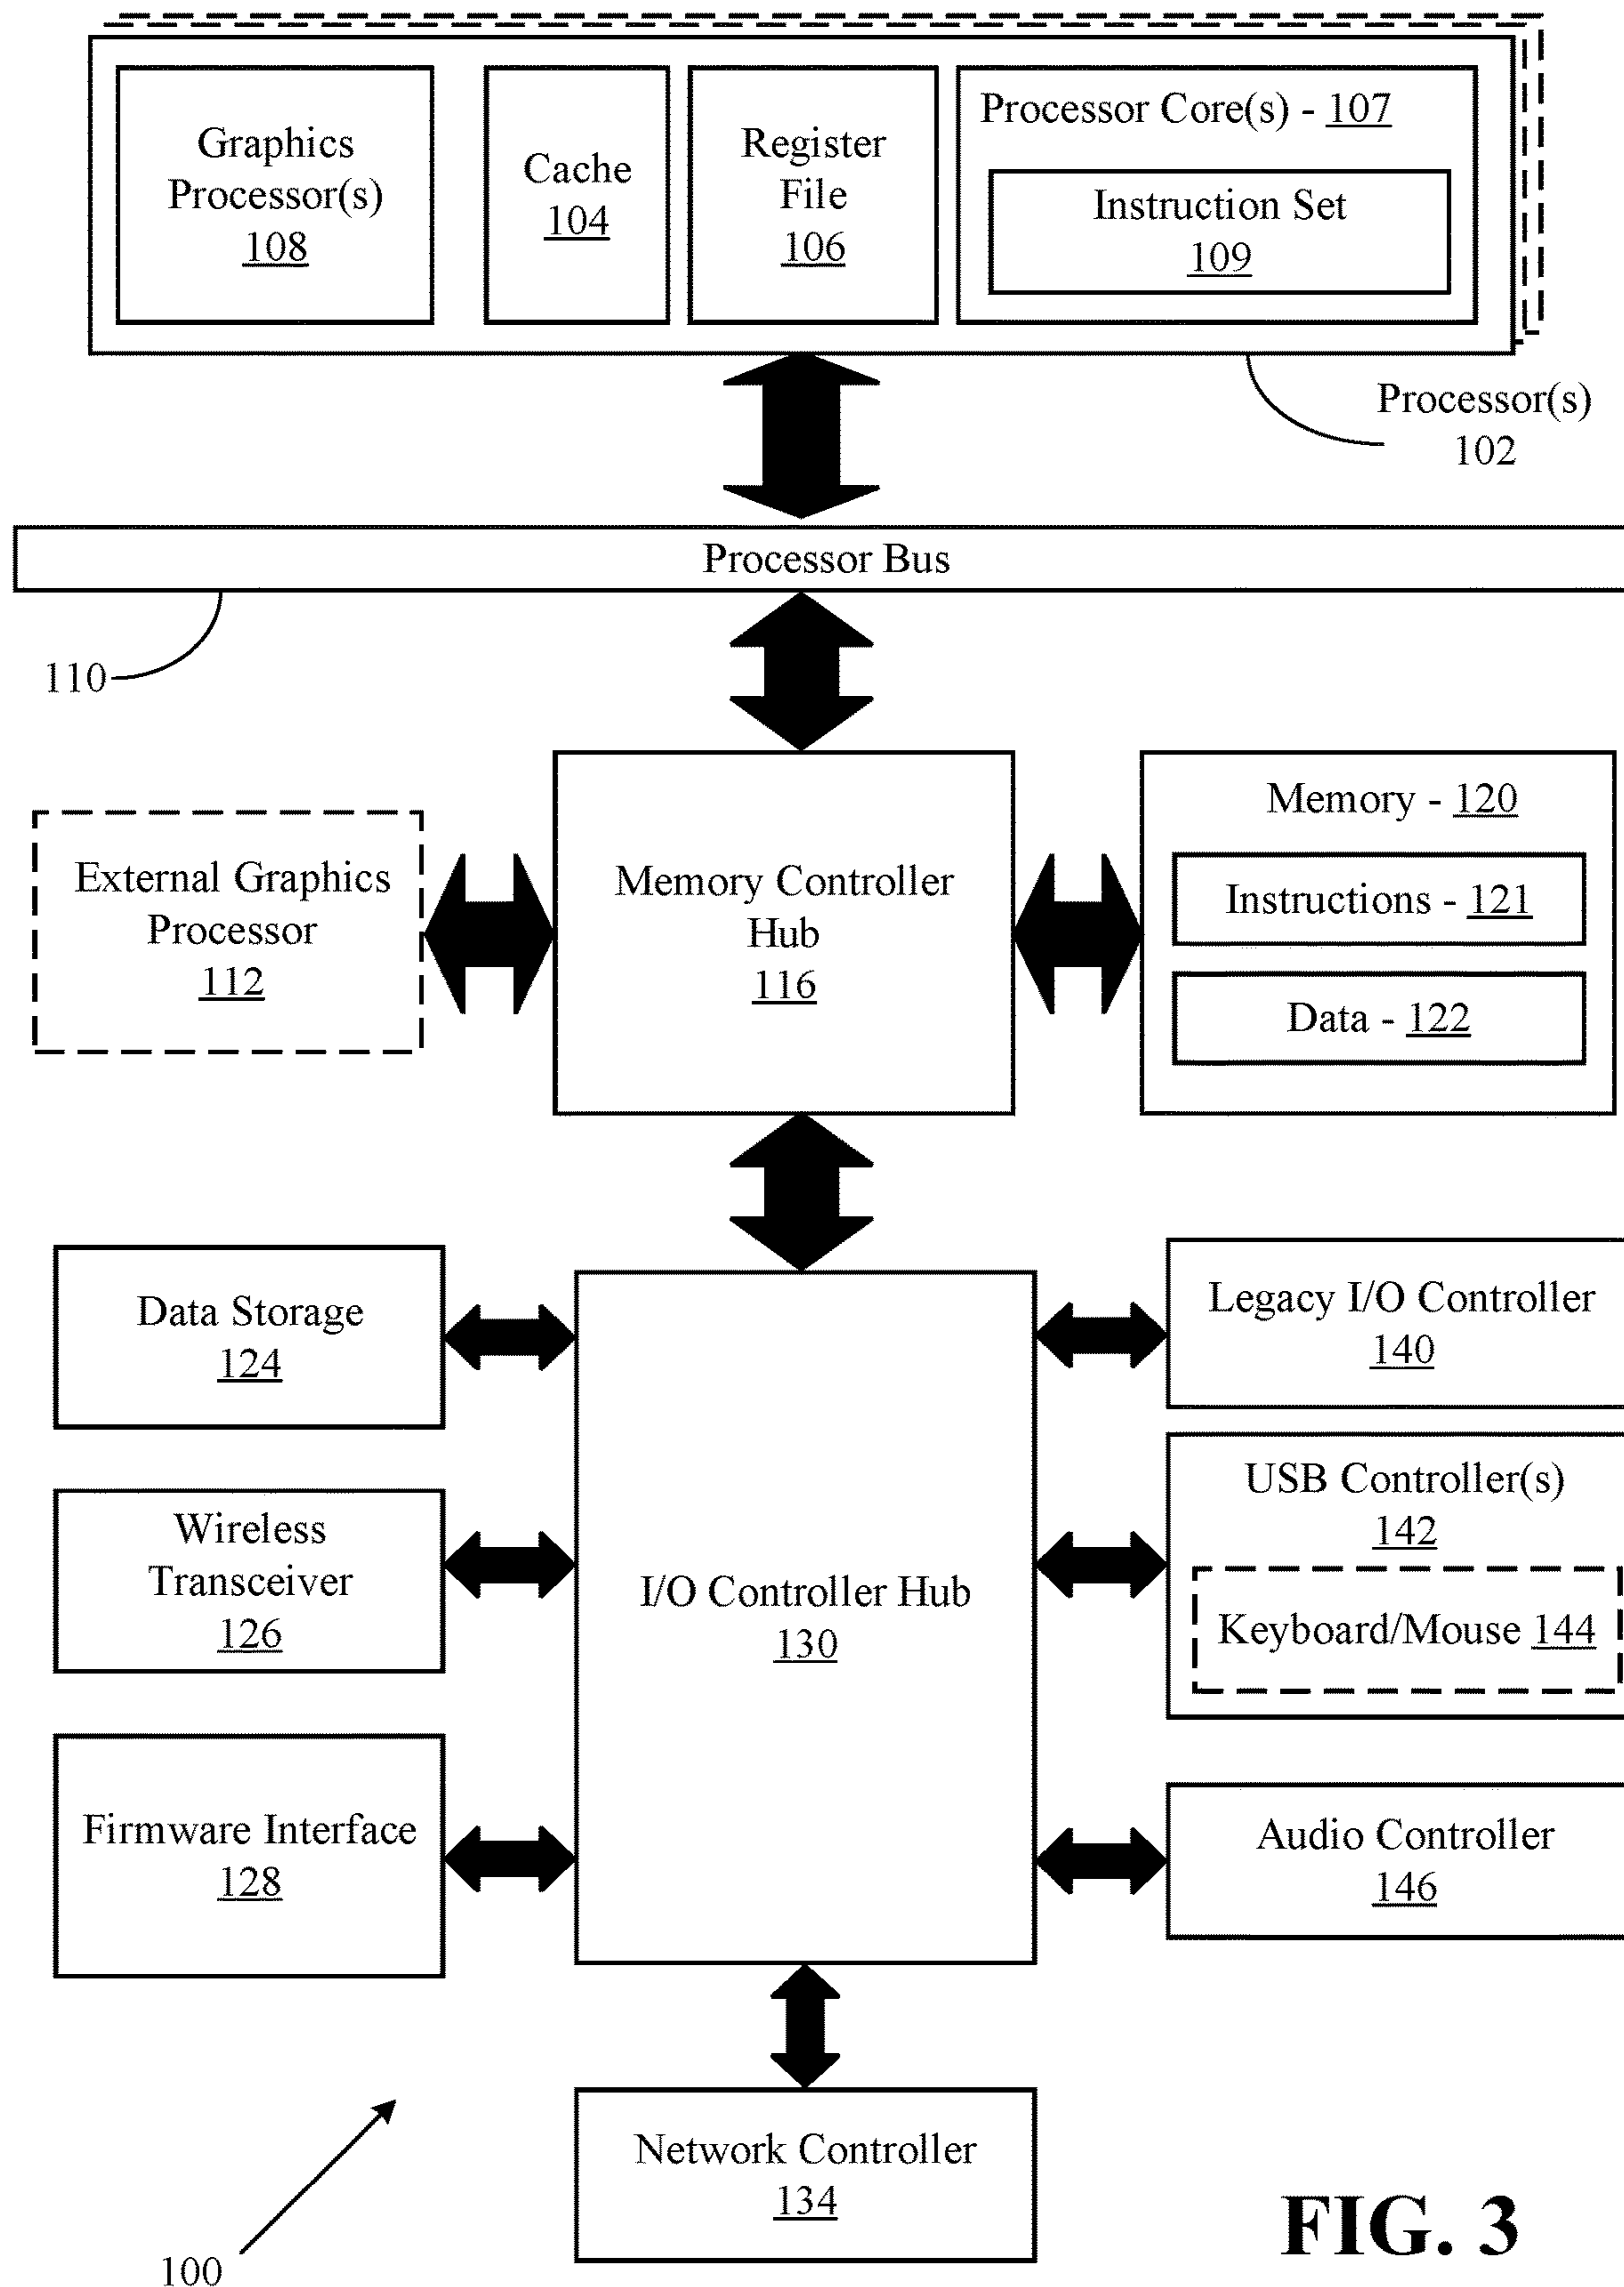 Graphics
Processor(s)
108
Cache
104
Register
File
106
Processor Core(s) - 107
Instruction Set
109
Processor(s)
102
Processor Bus
110
External Graphics
Processor
112
Memory Controller
Hub
116
Memory - 120
Instructions - 121
Data - 122
Data Storage
124
Wireless
Transceiver
126
Firmware Interface
128
I/O Controller Hub
130
Legacy I/O Controller
140
USB Controller(s)
142
Keyboard/Mouse 144
Audio Controller
146
Network Controller
134
100
FIG. 3